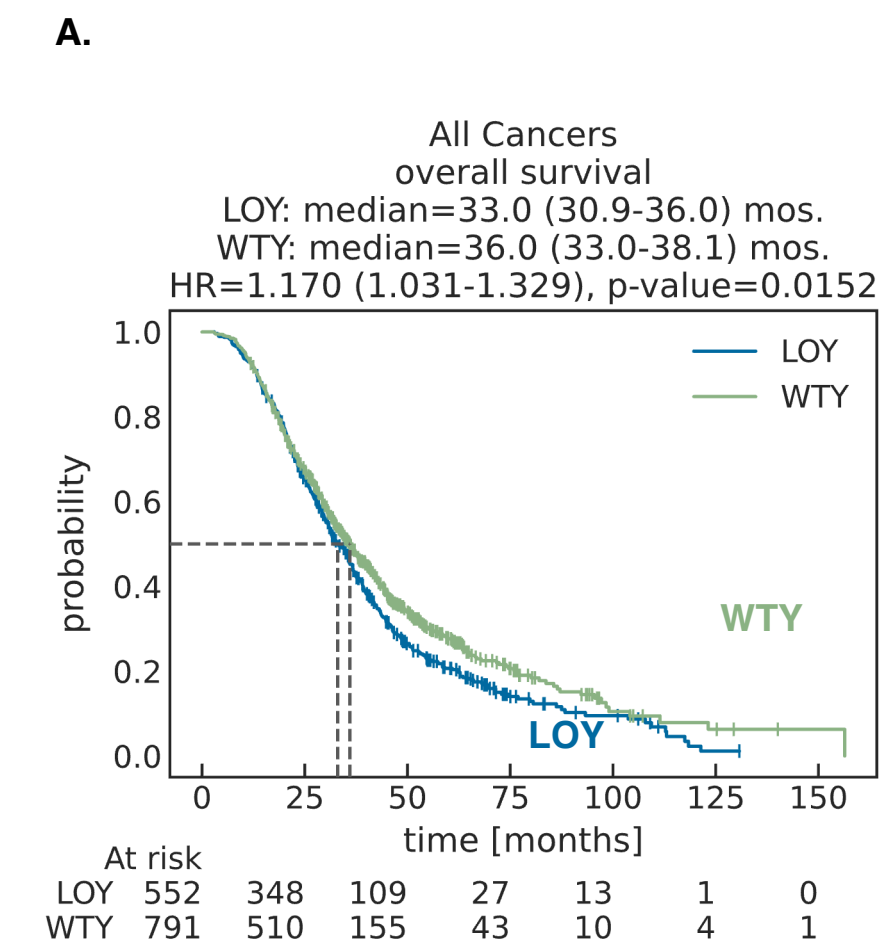 A.
All Cancers
overall survival
LOY: median=33.0 (30.9-36.0) mos.
WTY: median=36.0 (33.0-38.1) mos.
HR=1.170 (1.031-1.329), p-value=0.0152
LOY
WTY
1.0
0.8
0.6
0.4
0.2
0.0
probability
WTY
LOY
0 25 50 75 100 125 150
time [months]
At risk
LOY 552 348 109 27 13 1 0
WTY 791 510 155 43 10 4 1